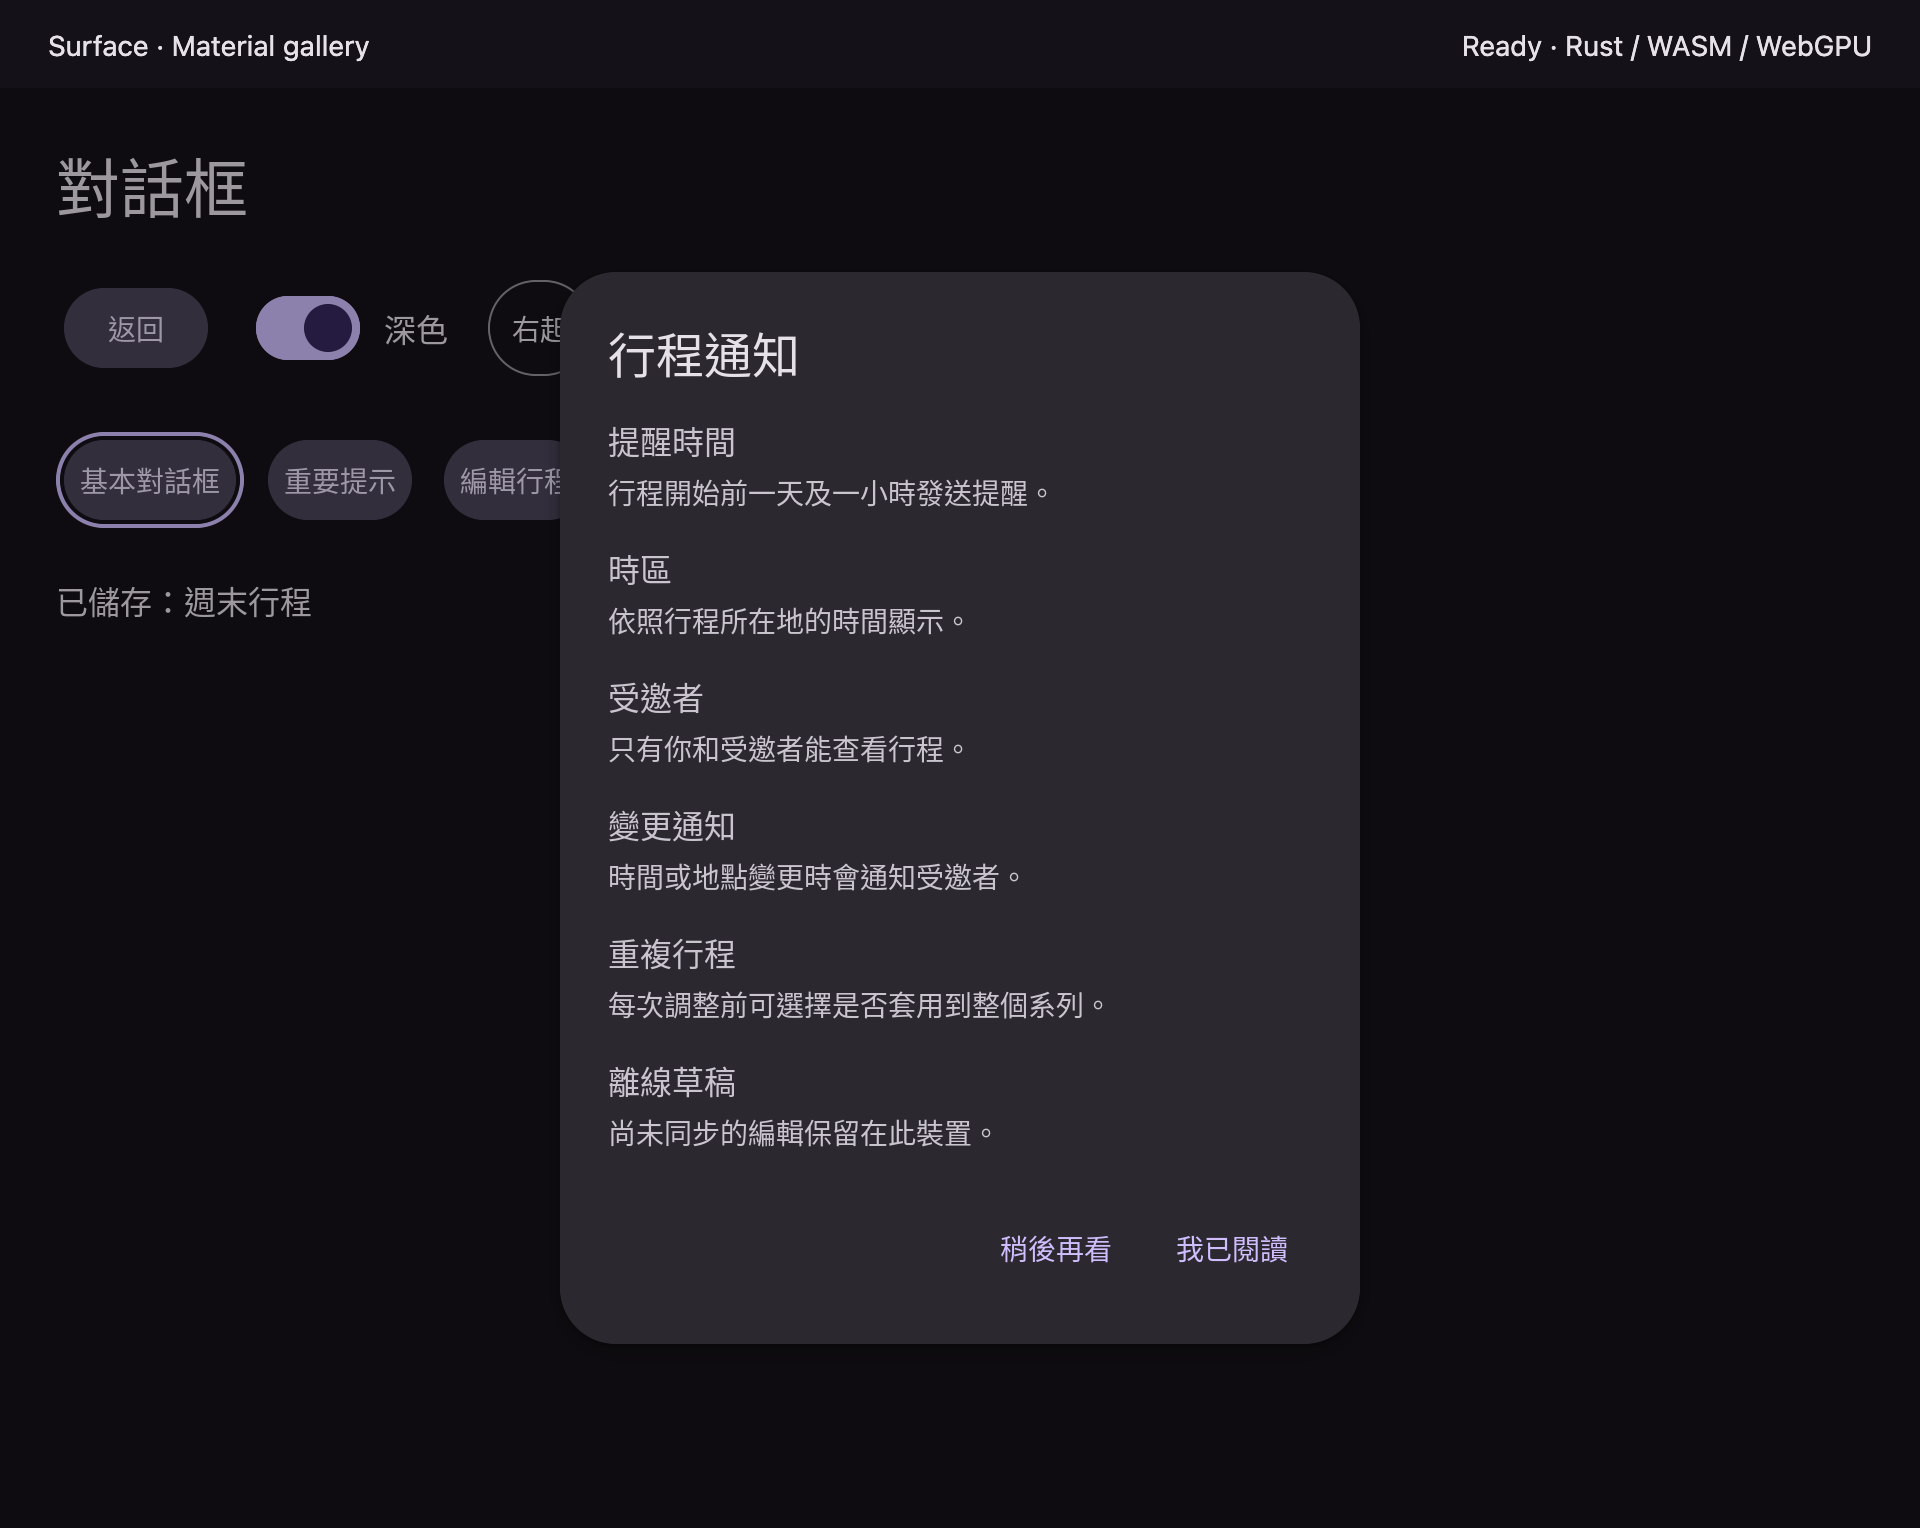 Surface · Material gallery
Ready · Rust / WASM / WebGPU
對話框
返回
深色
右起
基本對話框
重要提示
編輯行程
已儲存：週末行程
行程通知
提醒時間
行程開始前一天及一小時發送提醒。
時區
依照行程所在地的時間顯示。
受邀者
只有你和受邀者能查看行程。
變更通知
時間或地點變更時會通知受邀者。
重複行程
每次調整前可選擇是否套用到整個系列。
離線草稿
尚未同步的編輯保留在此裝置。
稍後再看
我已閱讀